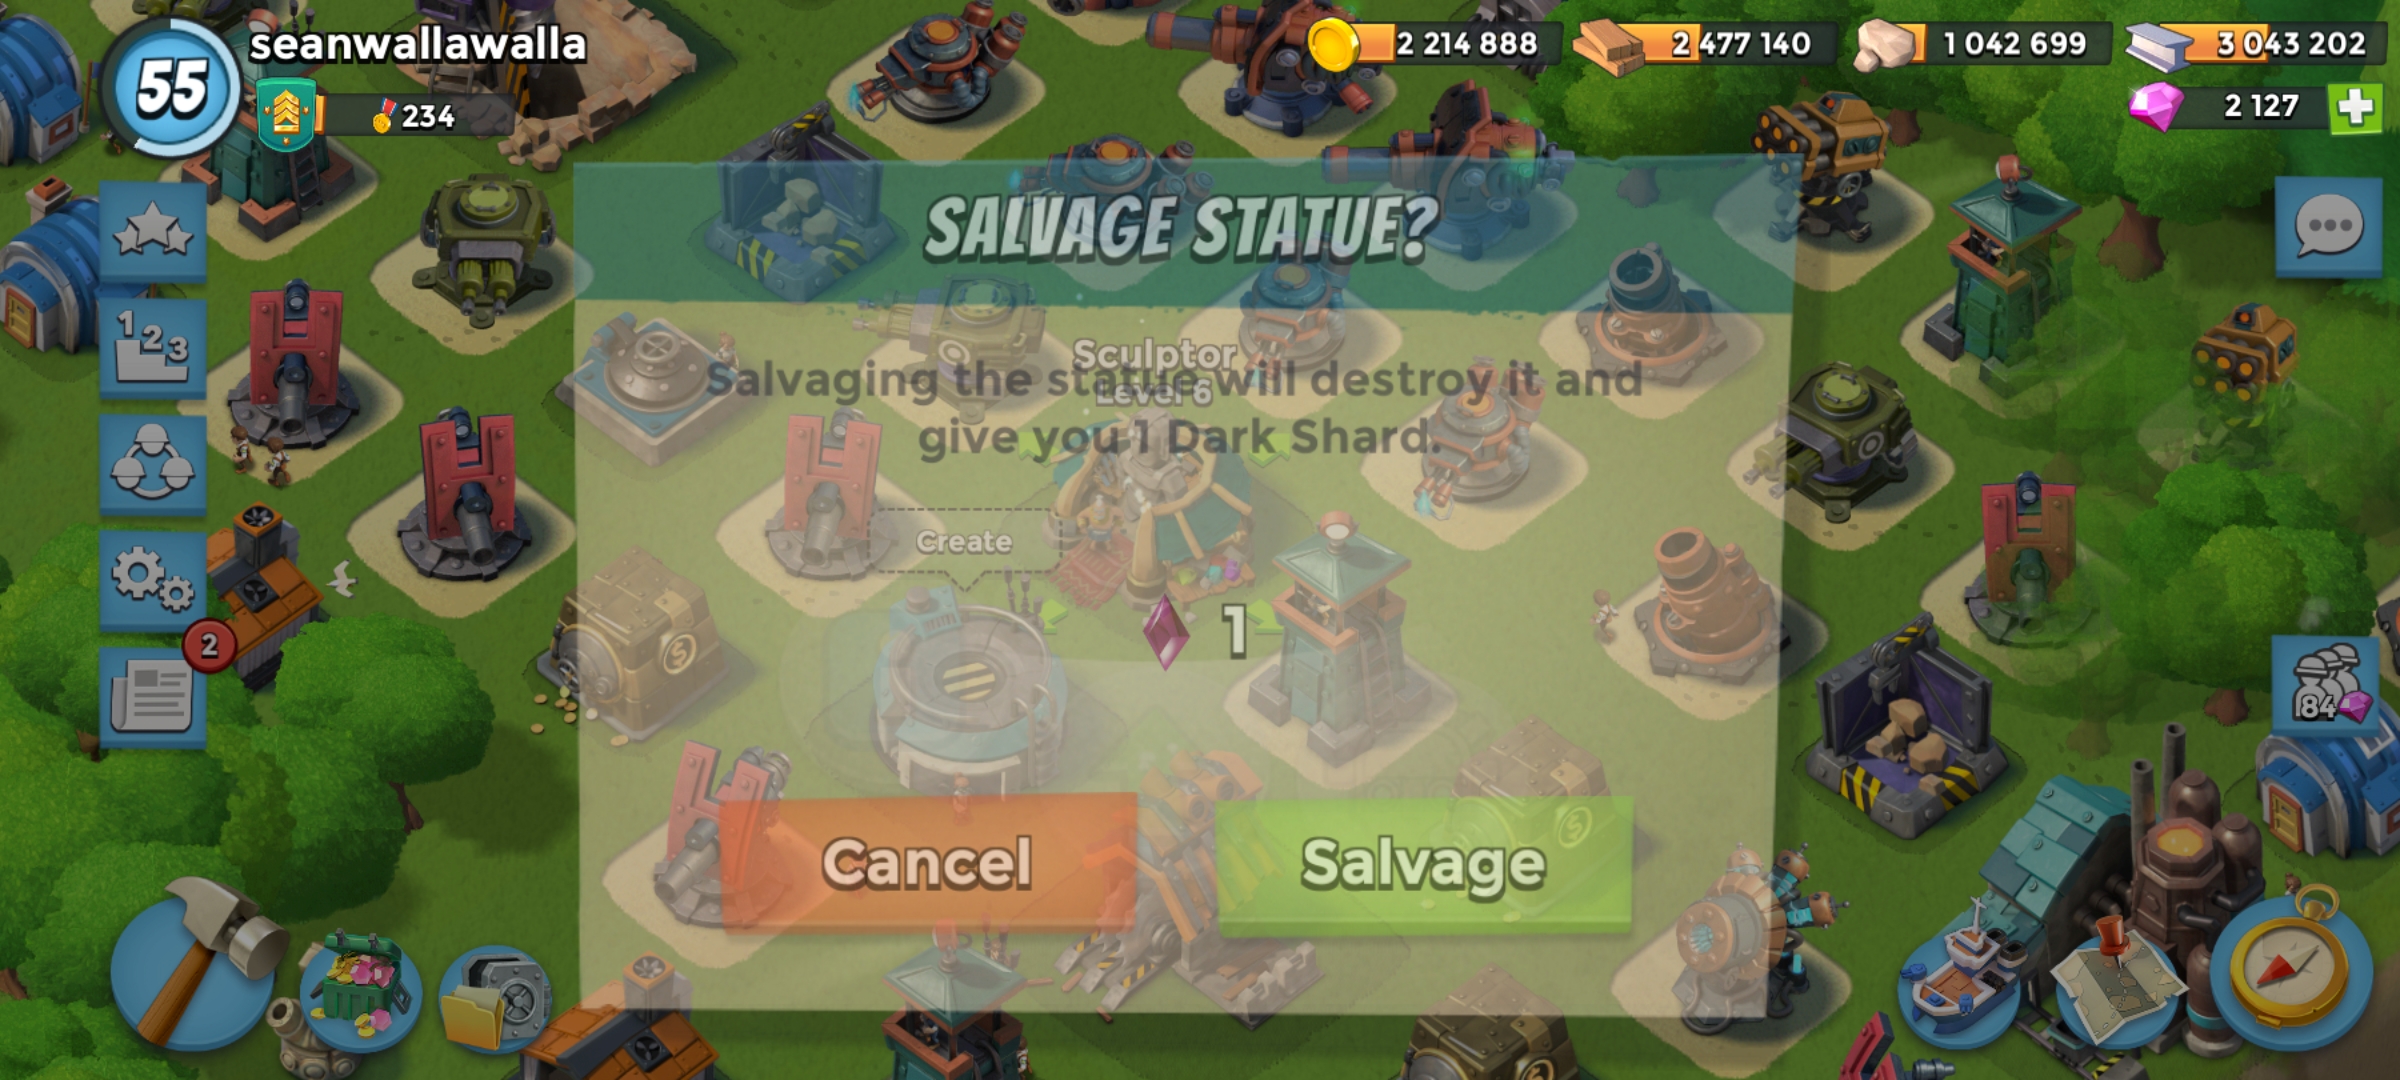 55
seanwallawalla
234
2 214 888
2 477 140
1 042 699
3 043 202
2 127
123
SALVAGE STATUE?
Sculptor
Level 6
Salvaging the statue will destroy it and
give you 1 Dark Shard.
Create
1
2
84
Cancel
Salvage